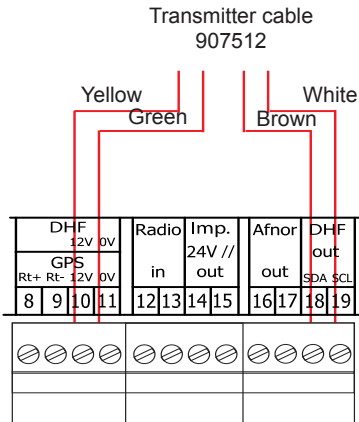 Transmitter cable
907512
Yellow
White
Green
Brown
DHF
12V 0V
GPS
Rt+ Rt- 12V 0V
8 9 10 11
Radio
in
12 13
Imp.
24V //
out
14 15
Afnor
out
16 17
DHF
out
SDA SCL
18 19